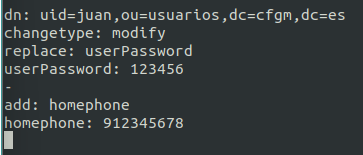 dn: uid=juan,ou=usuarios,dc=cfgm,dc=es
changetype: modify
replace: userPassword
userPassword: 123456
-
add: homephone
homephone: 912345678